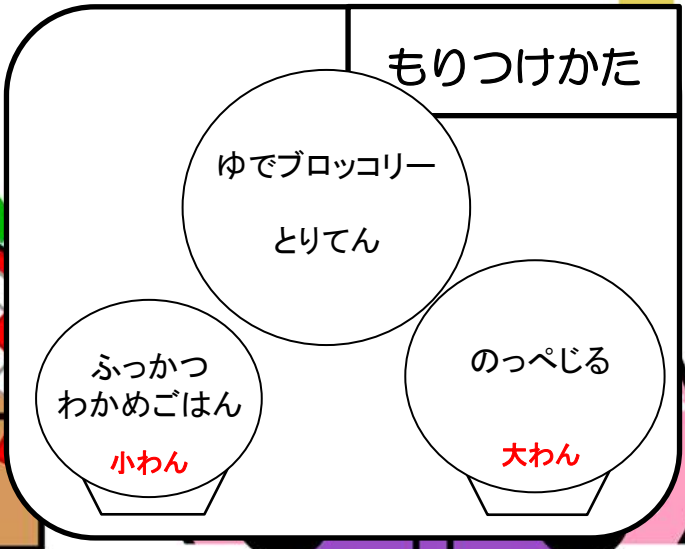 もりつけかた
ゆでブロッコリー
とりてん
ふっかつ
わかめごはん
小わん
のっぺじる
大わん